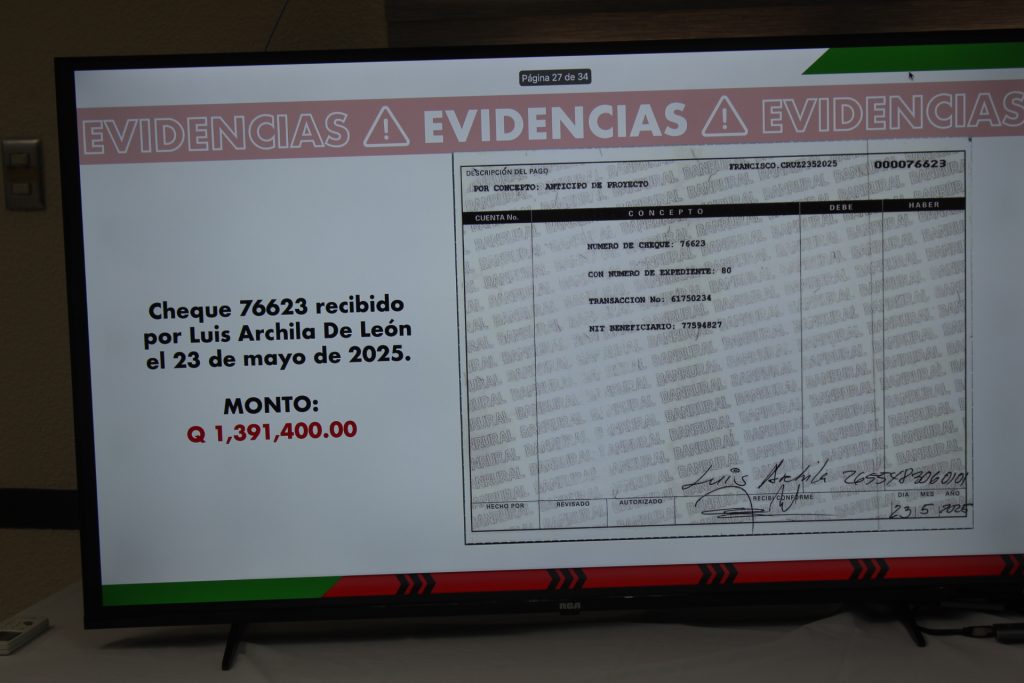 Página 27 de 34
EVIDENCIAS EVIDENCIAS EVIDENCIAS
Cheque 76623 recibido
por Luis Archila De León
el 23 de mayo de 2025.
MONTO:
Q 1,391,400.00
DESCRIPCIÓN DEL PAGO
FRANCISCO.CRUZ2352025 000076623
POR CONCEPTO: ANTICIPO DE PROYECTO
CUENTA No. CONCEPTO DEBE HABER
NUMERO DE CHEQUE: 76623
CON NUMERO DE EXPEDIENTE: 80
TRANSACCION No: 61750234
NIT BENEFICIARIO: 77594827
BANRURAL
Luis Archila 2655483060101
HECHO POR REVISADO AUTORIZADO RECIBI CONFORME DIA MES AÑO
23 5 2025
RCA